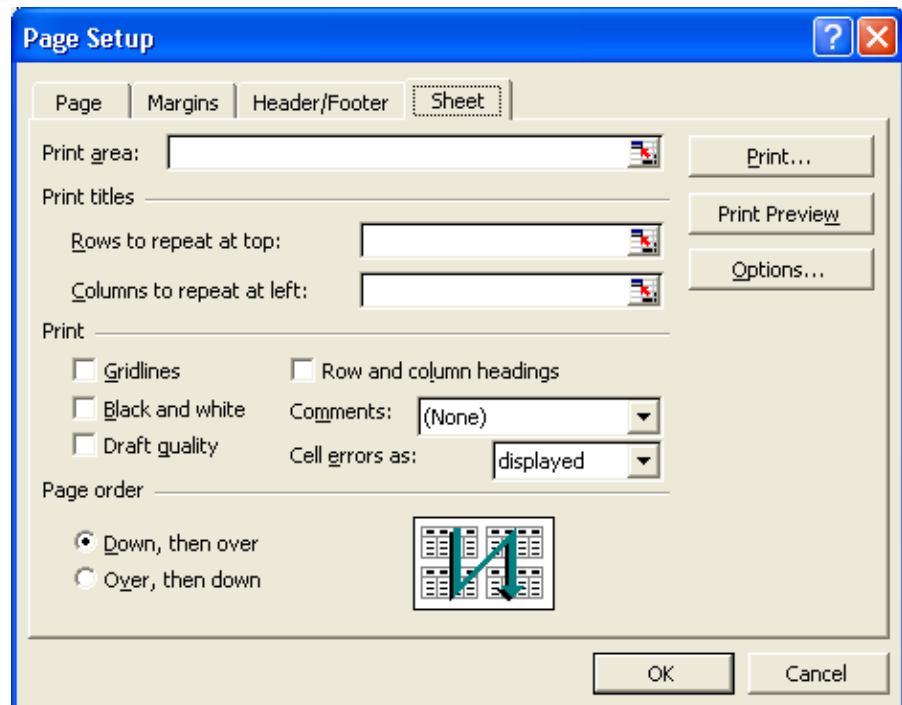 Page Setup
Page Margins Header/Footer Sheet
Print area:
Print...
Print titles
Print Preview
Rows to repeat at top:
Options...
Columns to repeat at left:
Print
Gridlines
Row and column headings
Black and white
Comments: (None)
Draft quality
Cell errors as: displayed
Page order
Down, then over
Over, then down
OK
Cancel